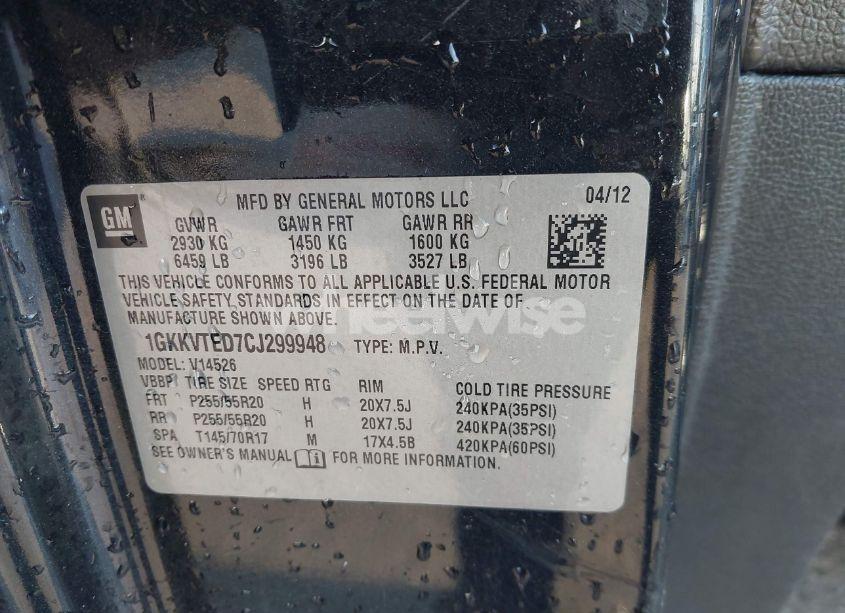 GM
MFD BY GENERAL MOTORS LLC 04/12
GVWR GAWR FRT GAWR RR
2930 KG 1450 KG 1600 KG
6459 LB 3196 LB 3527 LB
THIS VEHICLE CONFORMS TO ALL APPLICABLE U.S. FEDERAL MOTOR
VEHICLE SAFETY STANDARDS IN EFFECT ON THE DATE OF
MANUFACTURE SHOWN ABOVE.
wheelwise
1GKKVTED7CJ299948 TYPE: M.P.V.
MODEL: V14526
VBBP TIRE SIZE SPEED RTG RIM COLD TIRE PRESSURE
FRT P255/55R20 H 20X7.5J 240KPA(35PSI)
RR P255/55R20 H 20X7.5J 240KPA(35PSI)
SPA T145/70R17 M 17X4.5B 420KPA(60PSI)
SEE OWNER'S MANUAL FOR MORE INFORMATION.